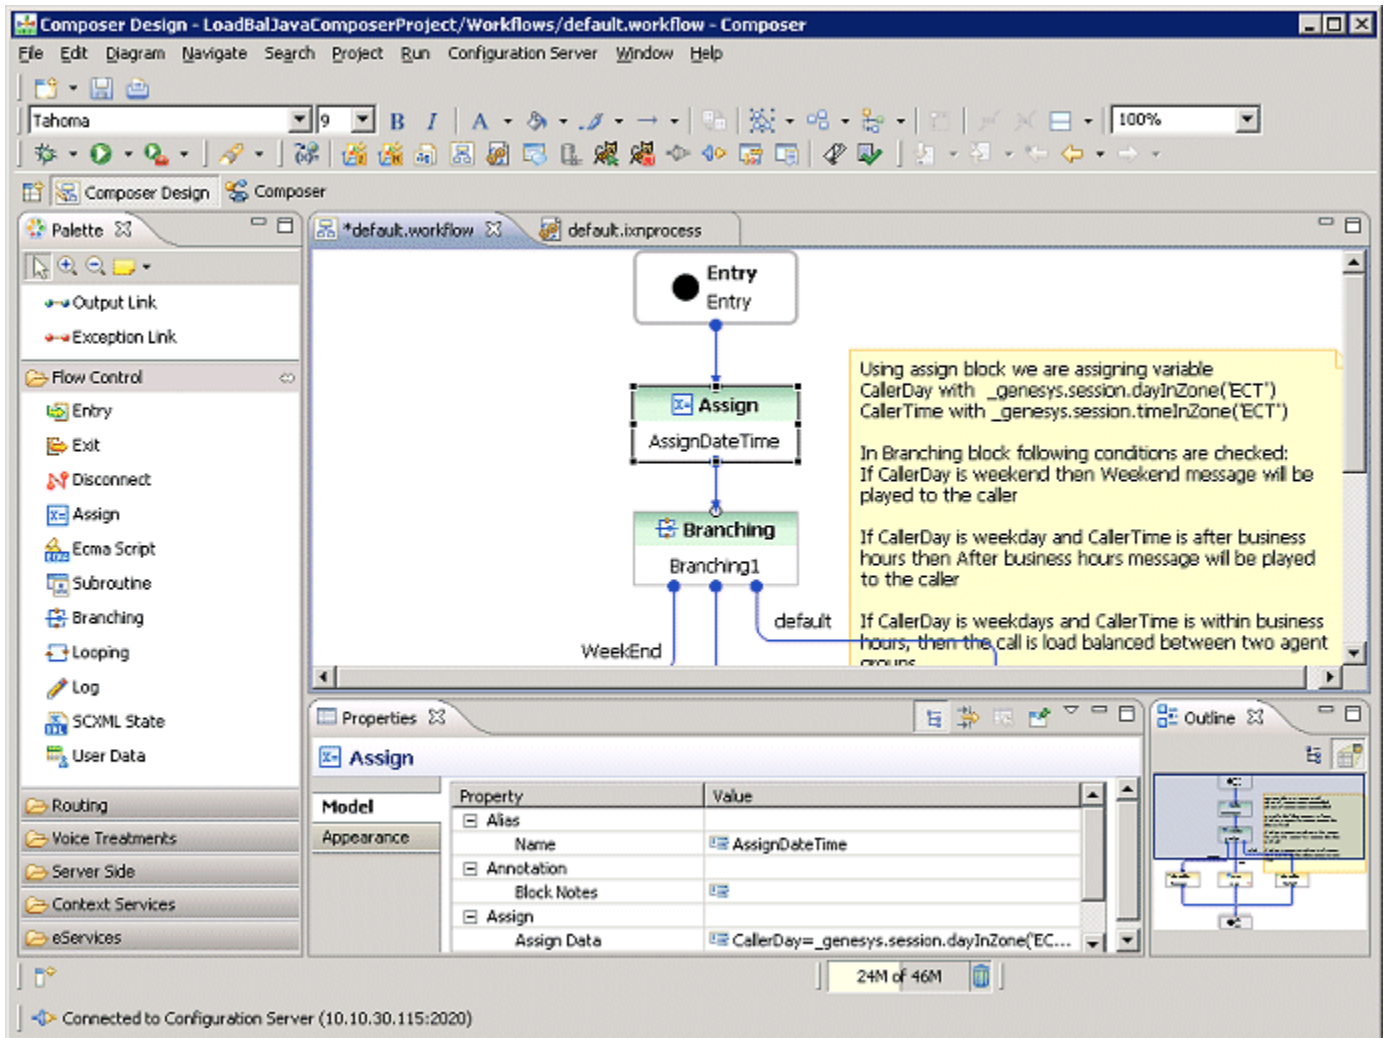 Composer Design - LoadBalJavaComposerProject/Workflows/default.workflow - Composer
File Edit Diagram Navigate Search Project Run Configuration Server Window Help
Tahoma 9 B I A 100%
Composer Design Composer
Palette
*default.workflow default.ixnprocess
Output Link
Exception Link
Flow Control
Entry
Exit
Disconnect
Assign
Ecma Script
Subroutine
Branching
Looping
Log
SCXML State
User Data
Routing
Voice Treatments
Server Side
Context Services
eServices
Entry
Entry
Assign
AssignDateTime
Branching
Branching1
default
WeekEnd
Using assign block we are assigning variable
CallerDay with _genesys.session.dayInZone('ECT')
CallerTime with _genesys.session.timeInZone('ECT')
In Branching block following conditions are checked:
If CallerDay is weekend then Weekend message will be
played to the caller
If CallerDay is weekday and CallerTime is after business
hours then After business hours message will be played
to the caller
If CallerDay is weekdays and CallerTime is within business
hours, then the call is load balanced between two agent
groups
Properties
Assign
Model
Appearance
Property Value
Alias
Name AssignDateTime
Annotation
Block Notes
Assign
Assign Data CallerDay=_genesys.session.dayInZone('EC...
Outline
24M of 46M
Connected to Configuration Server (10.10.30.115:2020)